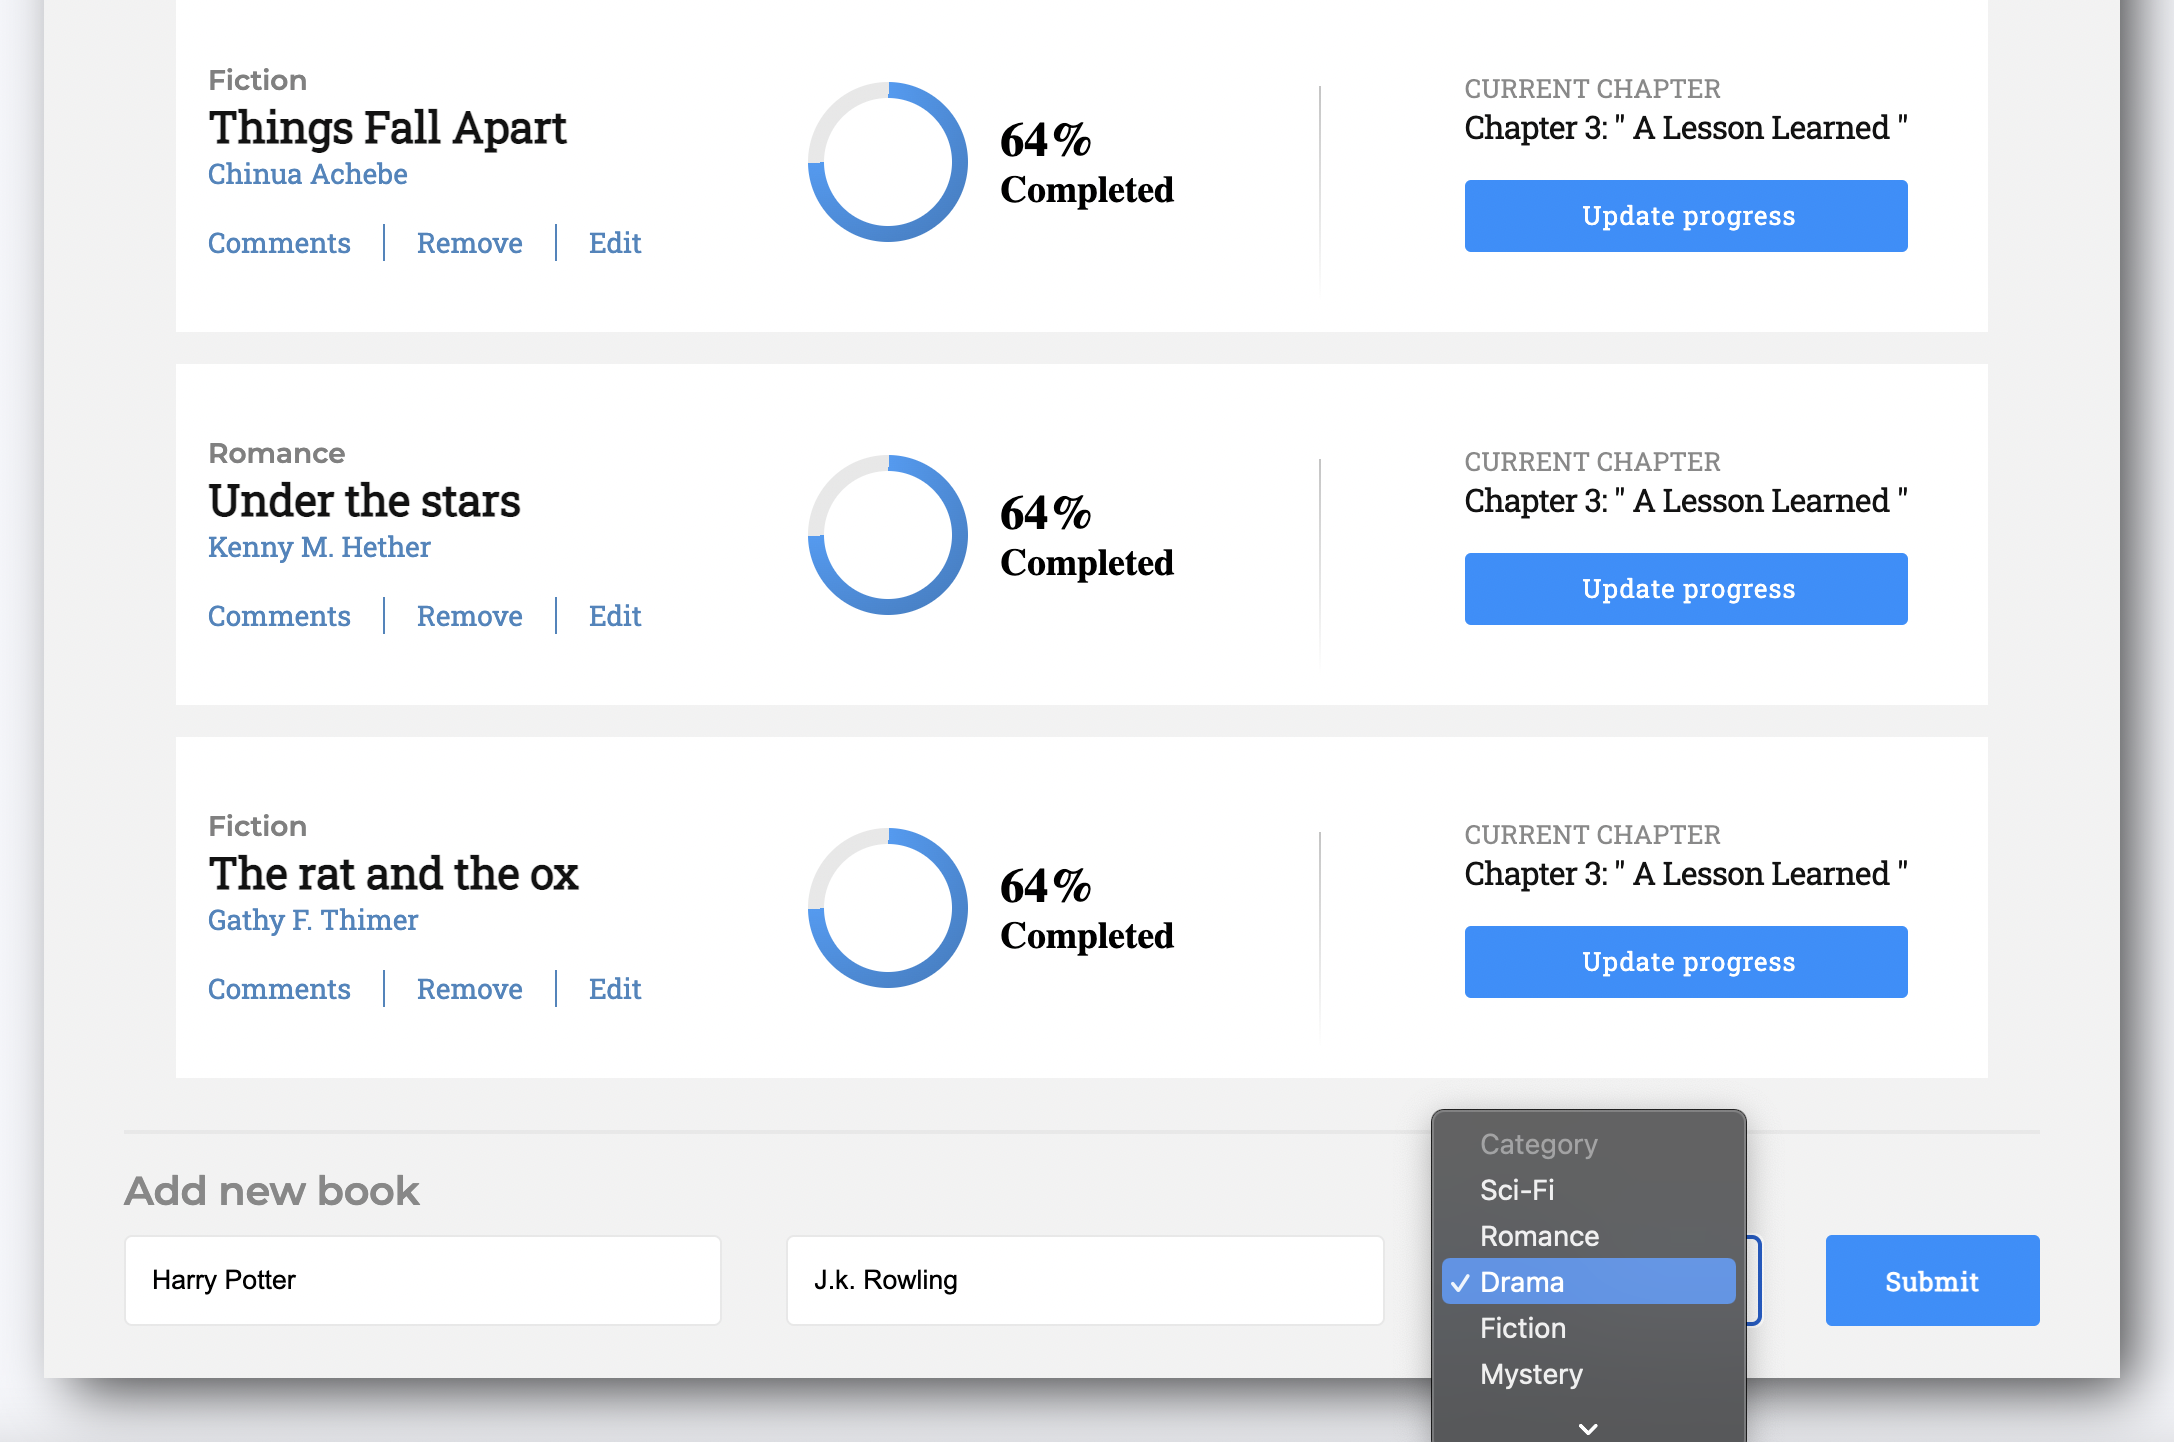 Fiction
Things Fall Apart
Chinua Achebe
Comments
Remove
Edit
64%
Completed
CURRENT CHAPTER
Chapter 3: " A Lesson Learned "
Update progress
Romance
Under the stars
Kenny M. Hether
Comments
Remove
Edit
64%
Completed
CURRENT CHAPTER
Chapter 3: " A Lesson Learned "
Update progress
Fiction
The rat and the ox
Gathy F. Thimer
Comments
Remove
Edit
64%
Completed
CURRENT CHAPTER
Chapter 3: " A Lesson Learned "
Update progress
Add new book
Harry Potter
J.k. Rowling
Category
Sci-Fi
Romance
Drama
Fiction
Mystery
Submit